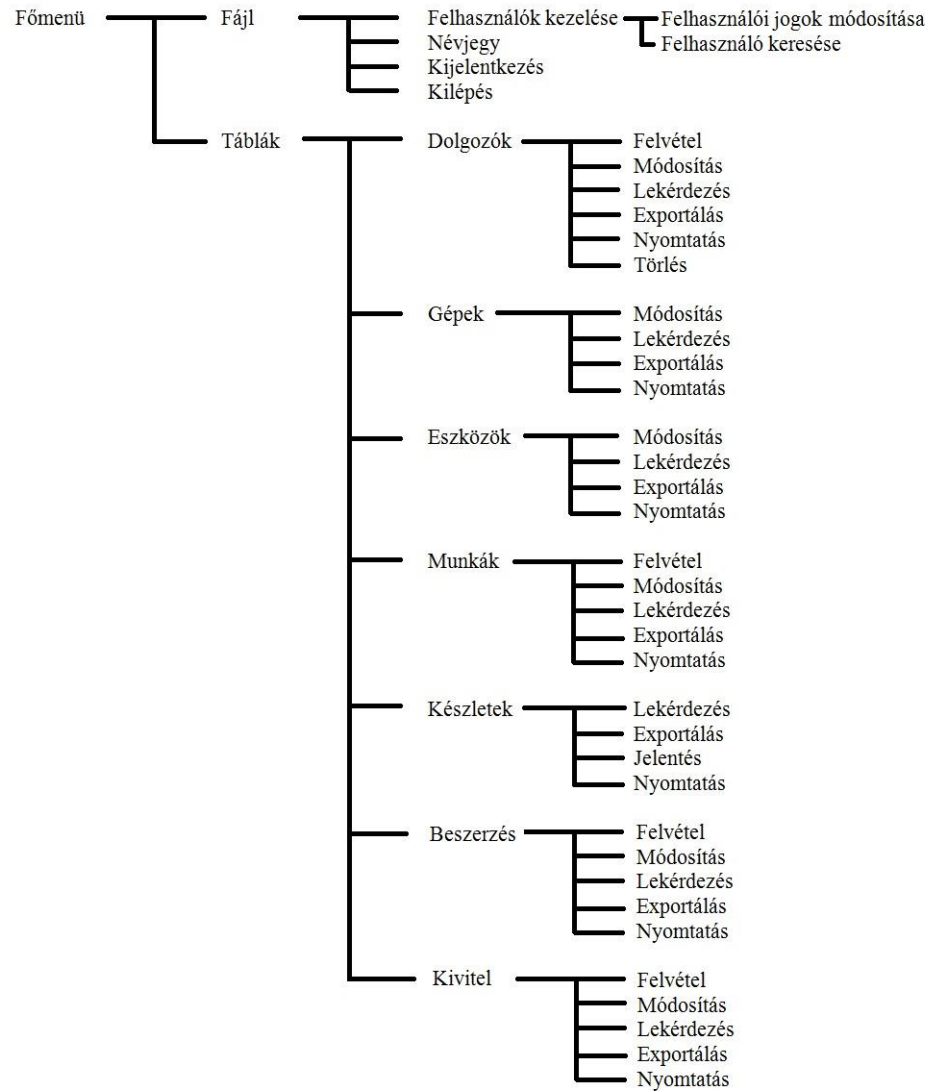 Főmenü Fájl Felhasználók kezelése Felhasználói jogok módosítása
Névjegy Felhasználó keresése
Kijelentkezés
Kilépés
Táblák Dolgozók Felvétel
Módosítás
Lekérdezés
Exportálás
Nyomtatás
Törlés
Gépek Módosítás
Lekérdezés
Exportálás
Nyomtatás
Eszközök Módosítás
Lekérdezés
Exportálás
Nyomtatás
Munkák Felvétel
Módosítás
Lekérdezés
Exportálás
Nyomtatás
Készletek Lekérdezés
Exportálás
Jelentés
Nyomtatás
Beszerzés Felvétel
Módosítás
Lekérdezés
Exportálás
Nyomtatás
Kivitel Felvétel
Módosítás
Lekérdezés
Exportálás
Nyomtatás